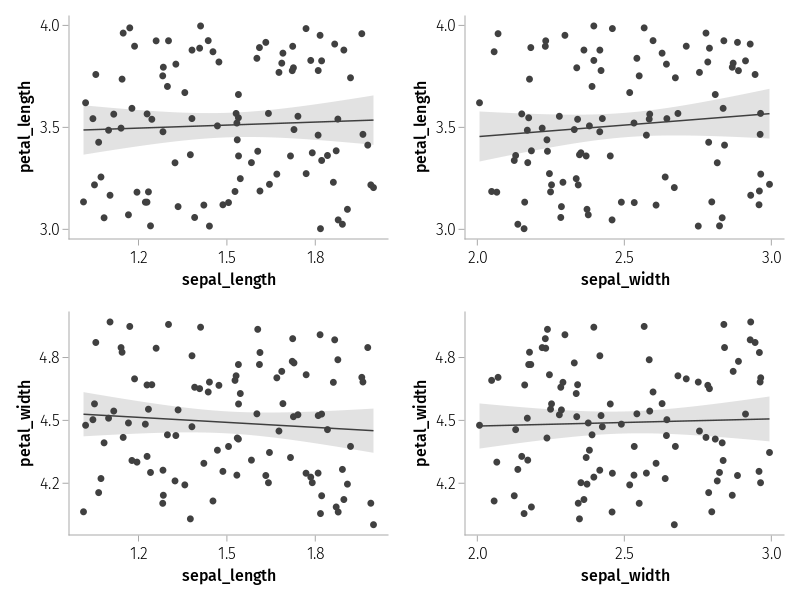 petal_length
4.0
3.5
3.0
1.2 1.5 1.8
sepal_length
petal_length
4.0
3.5
3.0
2.0 2.5 3.0
sepal_width
petal_width
4.8
4.5
4.2
1.2 1.5 1.8
sepal_length
petal_width
4.8
4.5
4.2
2.0 2.5 3.0
sepal_width